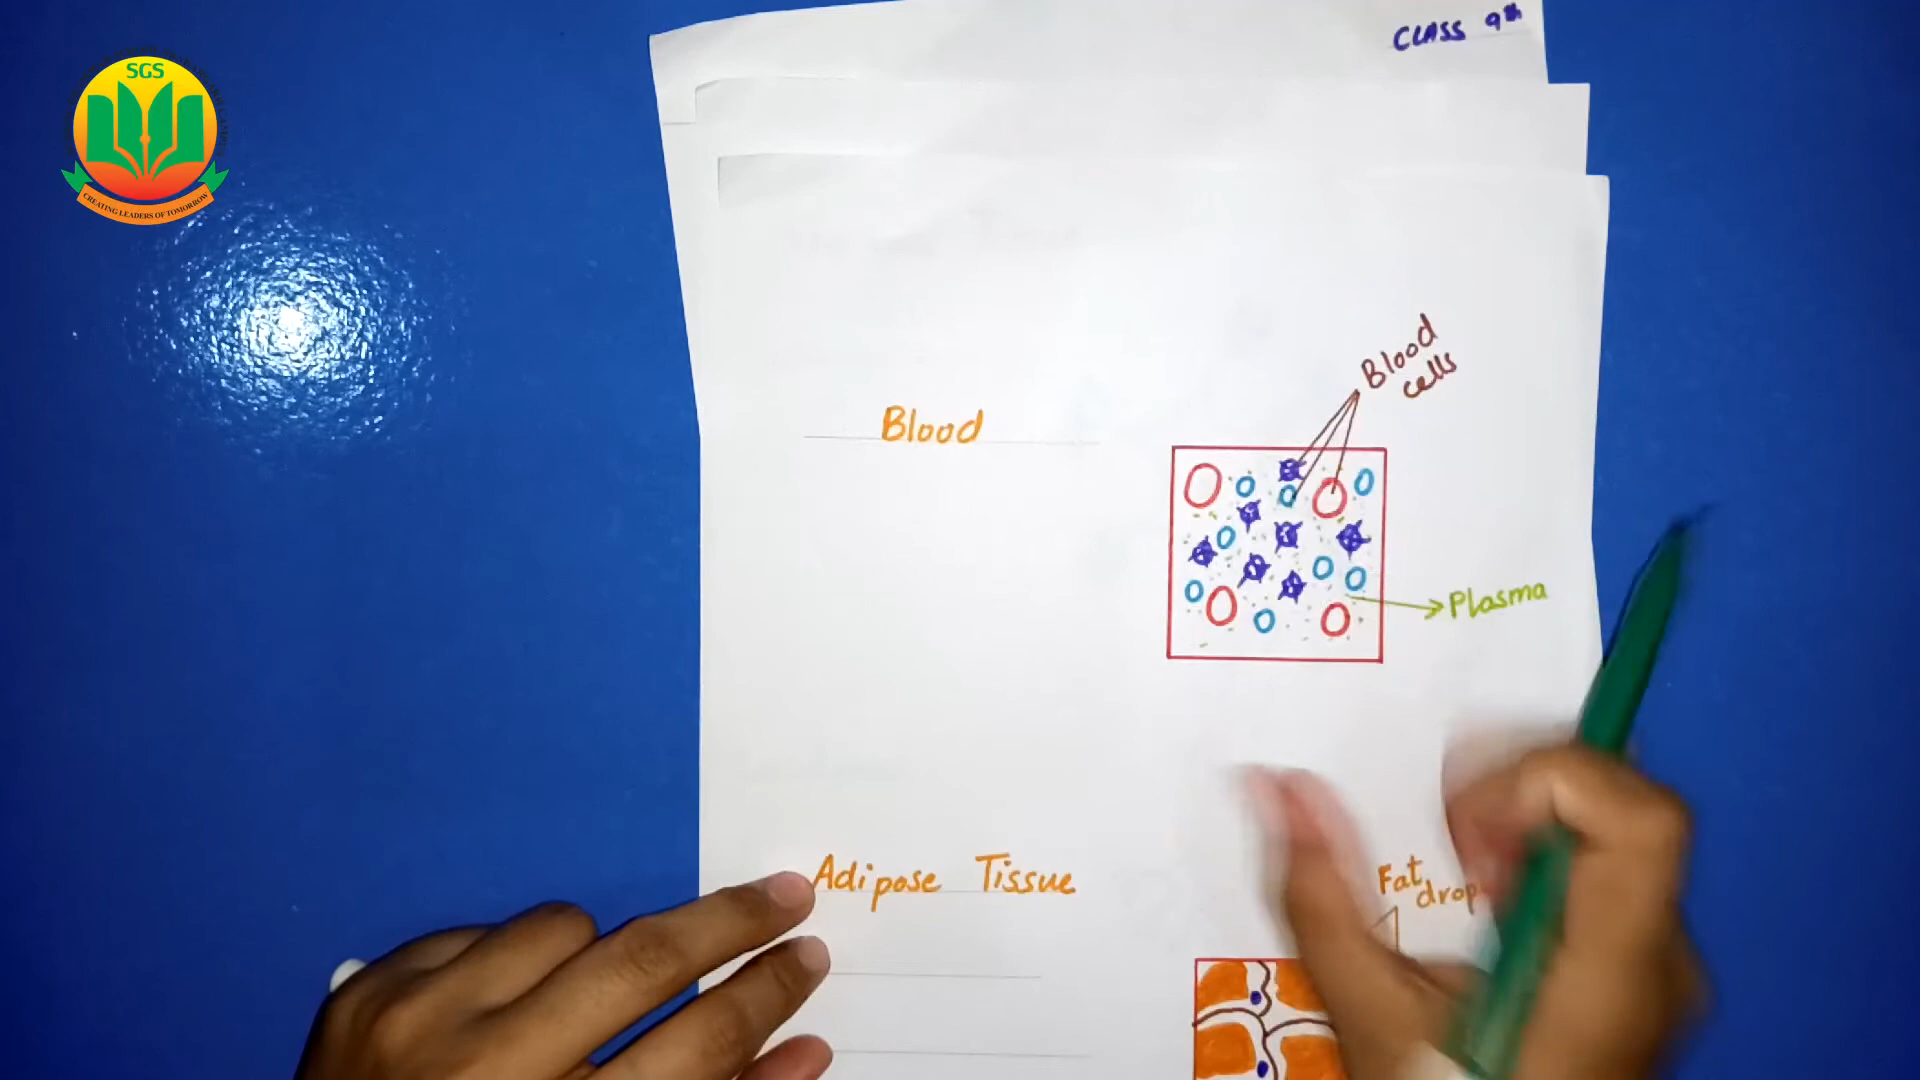 SGS
CREATING LEADERS OF TOMORROW
CLASS 9th
Blood
cells
Blood
Plasma
Adipose Tissue
Fat
drop